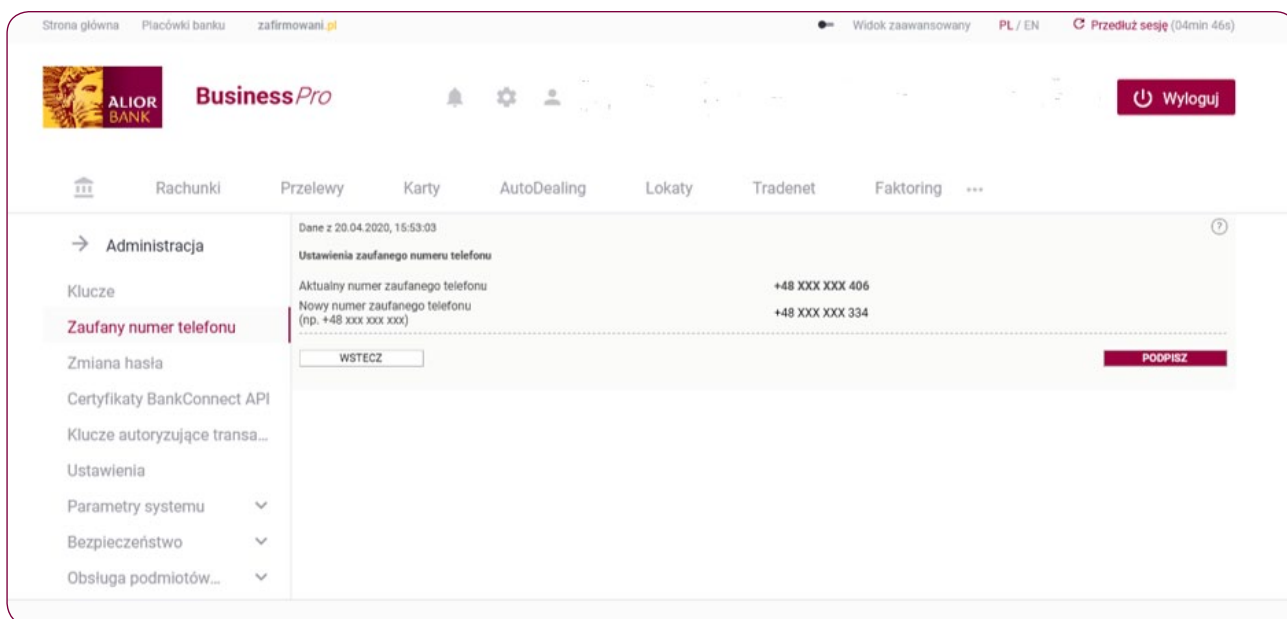 Strona główna Placówki banku zafirmowani.pl Widok zaawansowany PL / EN Przedłuż sesję (04min 46s)
ALIOR
BANK
BusinessPro
Wyloguj
Rachunki Przelewy Karty AutoDealing Lokaty Tradenet Faktoring •••
Administracja
Klucze
Zaufany numer telefonu
Zmiana hasła
Certyfikaty BankConnect API
Klucze autoryzujące transa...
Ustawienia
Parametry systemu
Bezpieczeństwo
Obsługa podmiotów...
Dane z 20.04.2020, 15:53:03
?
Ustawienia zaufanego numeru telefonu
Aktualny numer zaufanego telefonu +48 XXX XXX 406
Nowy numer zaufanego telefonu
(np. +48 xxx xxx xxx) +48 XXX XXX 334
WSTECZ PODPISZ